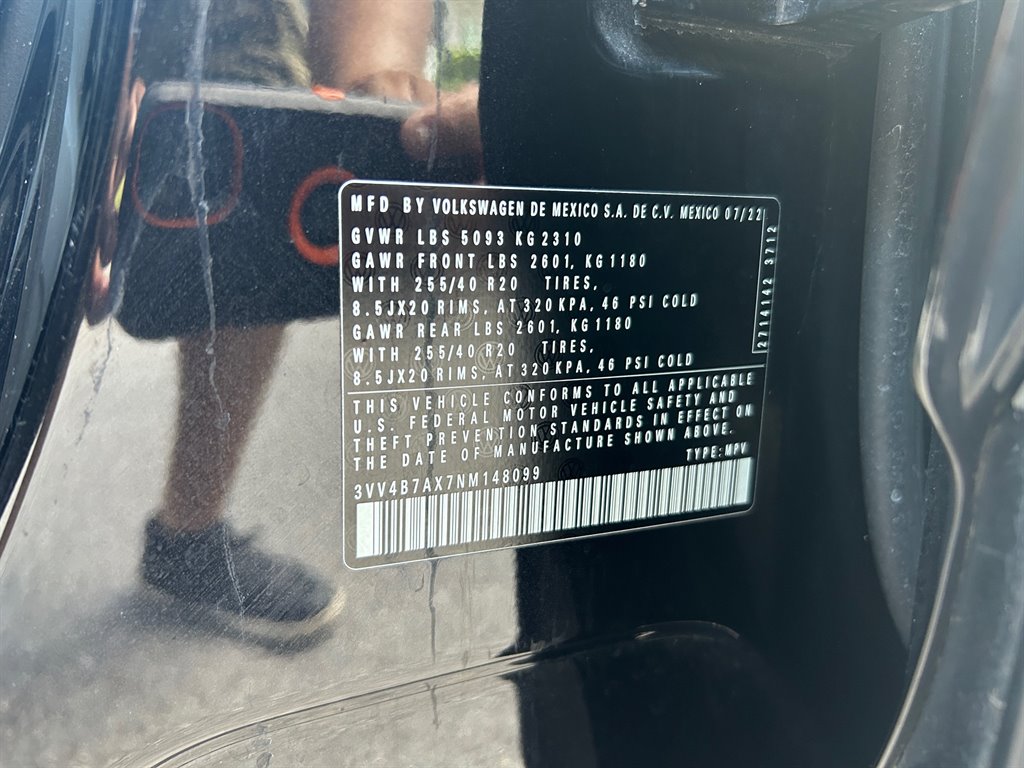 MFD BY VOLKSWAGEN DE MEXICO S.A. DE C.V. MEXICO 07/22
GVWR LBS 5093 KG 2310
GAWR FRONT LBS 2601, KG 1180
WITH 255/40 R20 TIRES,
8.5JX20 RIMS, AT 320 KPA, 46 PSI COLD
GAWR REAR LBS 2601, KG 1180
WITH 255/40 R20 TIRES,
8.5JX20 RIMS, AT 320 KPA, 46 PSI COLD
2714142 3112
THIS VEHICLE CONFORMS TO ALL APPLICABLE
U.S. FEDERAL MOTOR VEHICLE SAFETY AND
THEFT PREVENTION STANDARDS IN EFFECT ON
THE DATE OF MANUFACTURE SHOWN ABOVE.
TYPE: MPV
3VV4B7AX7NM148099